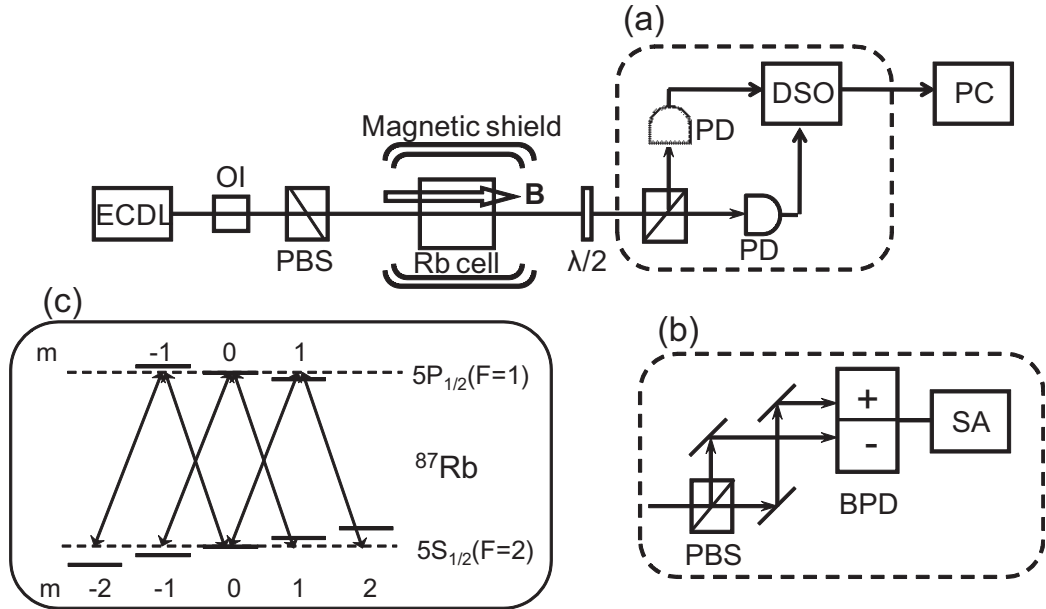 (a)
DSO
PC
PD
Magnetic shield
OI
ECDL
B
PBS
Rb cell
λ/2
PD
(c)
m -1 0 1
5P1/2(F=1)
87Rb
5S1/2(F=2)
m -2 -1 0 1 2
(b)
+
-
SA
BPD
PBS